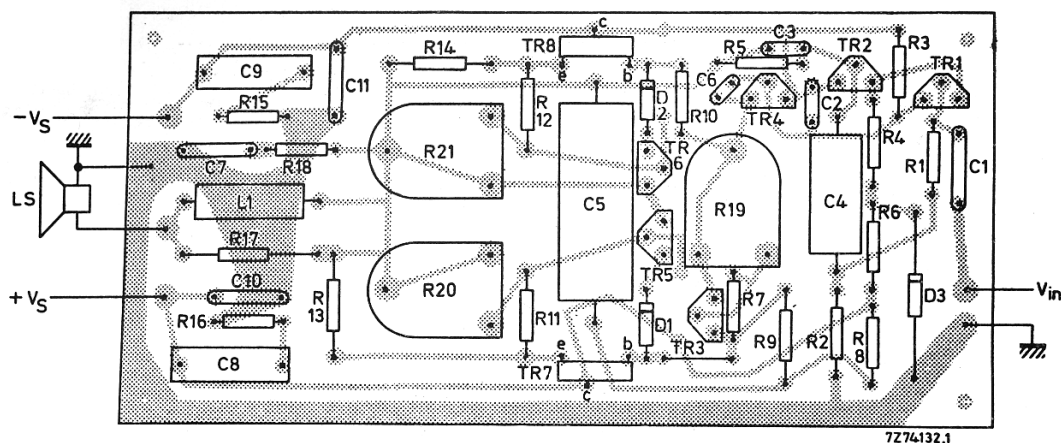 c
R14
TR8
e
b
R5
C3
TR2
R3
TR1
C9
C11
C6
R15
R
12
D
2
R10
TR4
C2
R4
−Vs
C7
R18
R21
TR
6
R1
C1
LS
L1
C5
R19
C4
R6
R17
TR5
C10
R20
R7
D3
Vin
+Vs
R
13
R11
D1
TR3
R9
R2
R
8
R16
e
b
C8
TR7
c
7Z74132.1